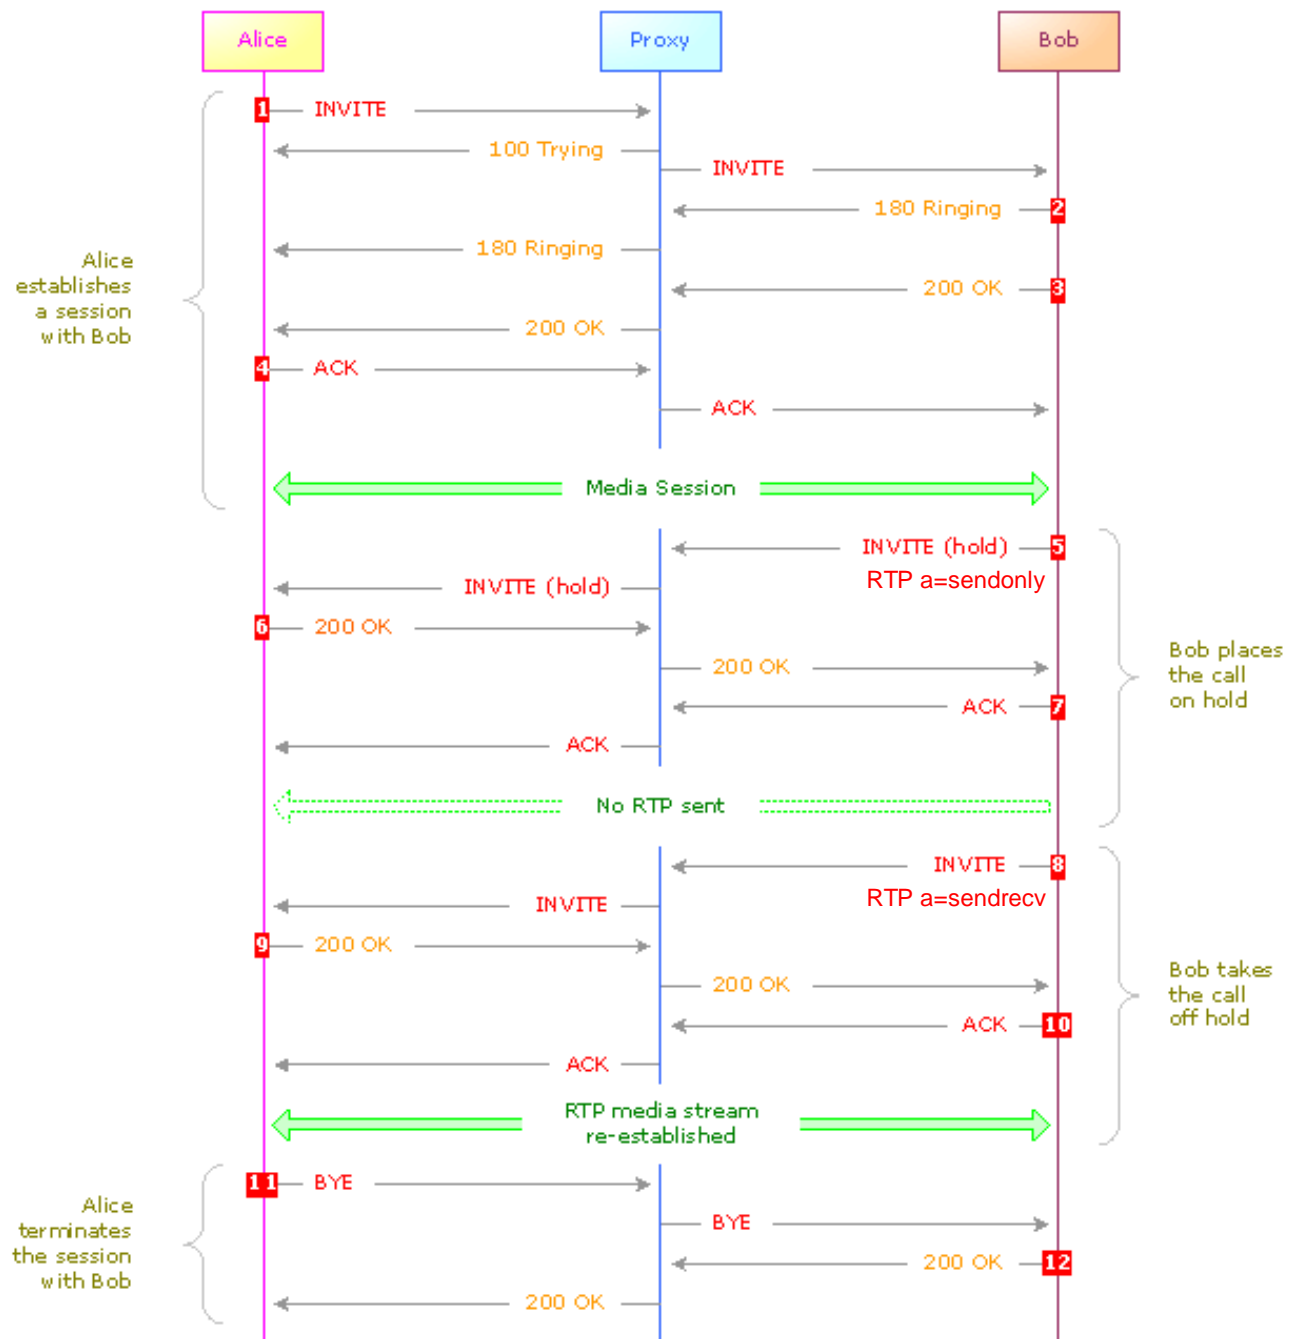 Alice
Proxy
Bob
1 INVITE
100 Trying
INVITE
180 Ringing 2
180 Ringing
Alice
establishes
a session
with Bob
200 OK 3
200 OK
4 ACK
ACK
Media Session
INVITE (hold) 5
RTP a=sendonly
INVITE (hold)
6 200 OK
Bob places
the call
on hold
200 OK
ACK 7
ACK
No RTP sent
INVITE 8
RTP a=sendrecv
INVITE
9 200 OK
Bob takes
the call
off hold
200 OK
ACK 10
ACK
RTP media stream
re-established
11 BYE
Alice
terminates
the session
with Bob
BYE
200 OK 12
200 OK